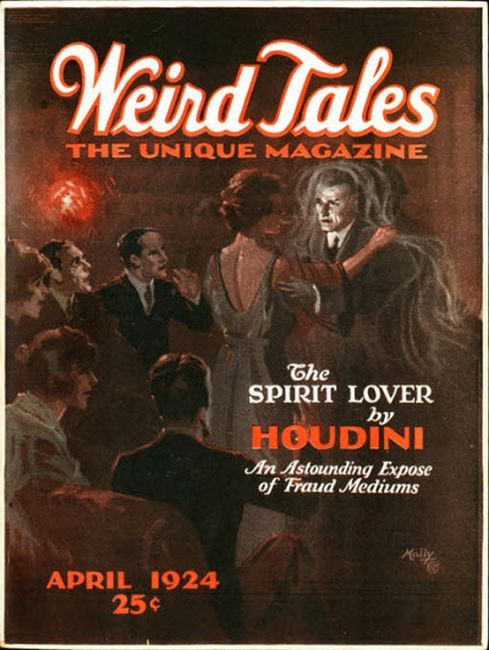 Weird Tales
THE UNIQUE MAGAZINE
The
SPIRIT LOVER
by
HOUDINI
An Astounding Expose
of Fraud Mediums
Mally
APRIL 1924
25¢